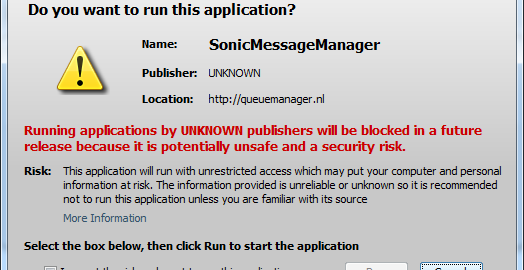 Do you want to run this application?
Name: SonicMessageManager
Publisher: UNKNOWN
Location: http://queuemanager.nl
Running applications by UNKNOWN publishers will be blocked in a future
release because it is potentially unsafe and a security risk.
Risk: This application will run with unrestricted access which may put your computer and personal
information at risk. The information provided is unreliable or unknown so it is recommended
not to run this application unless you are familiar with its source
More Information
Select the box below, then click Run to start the application